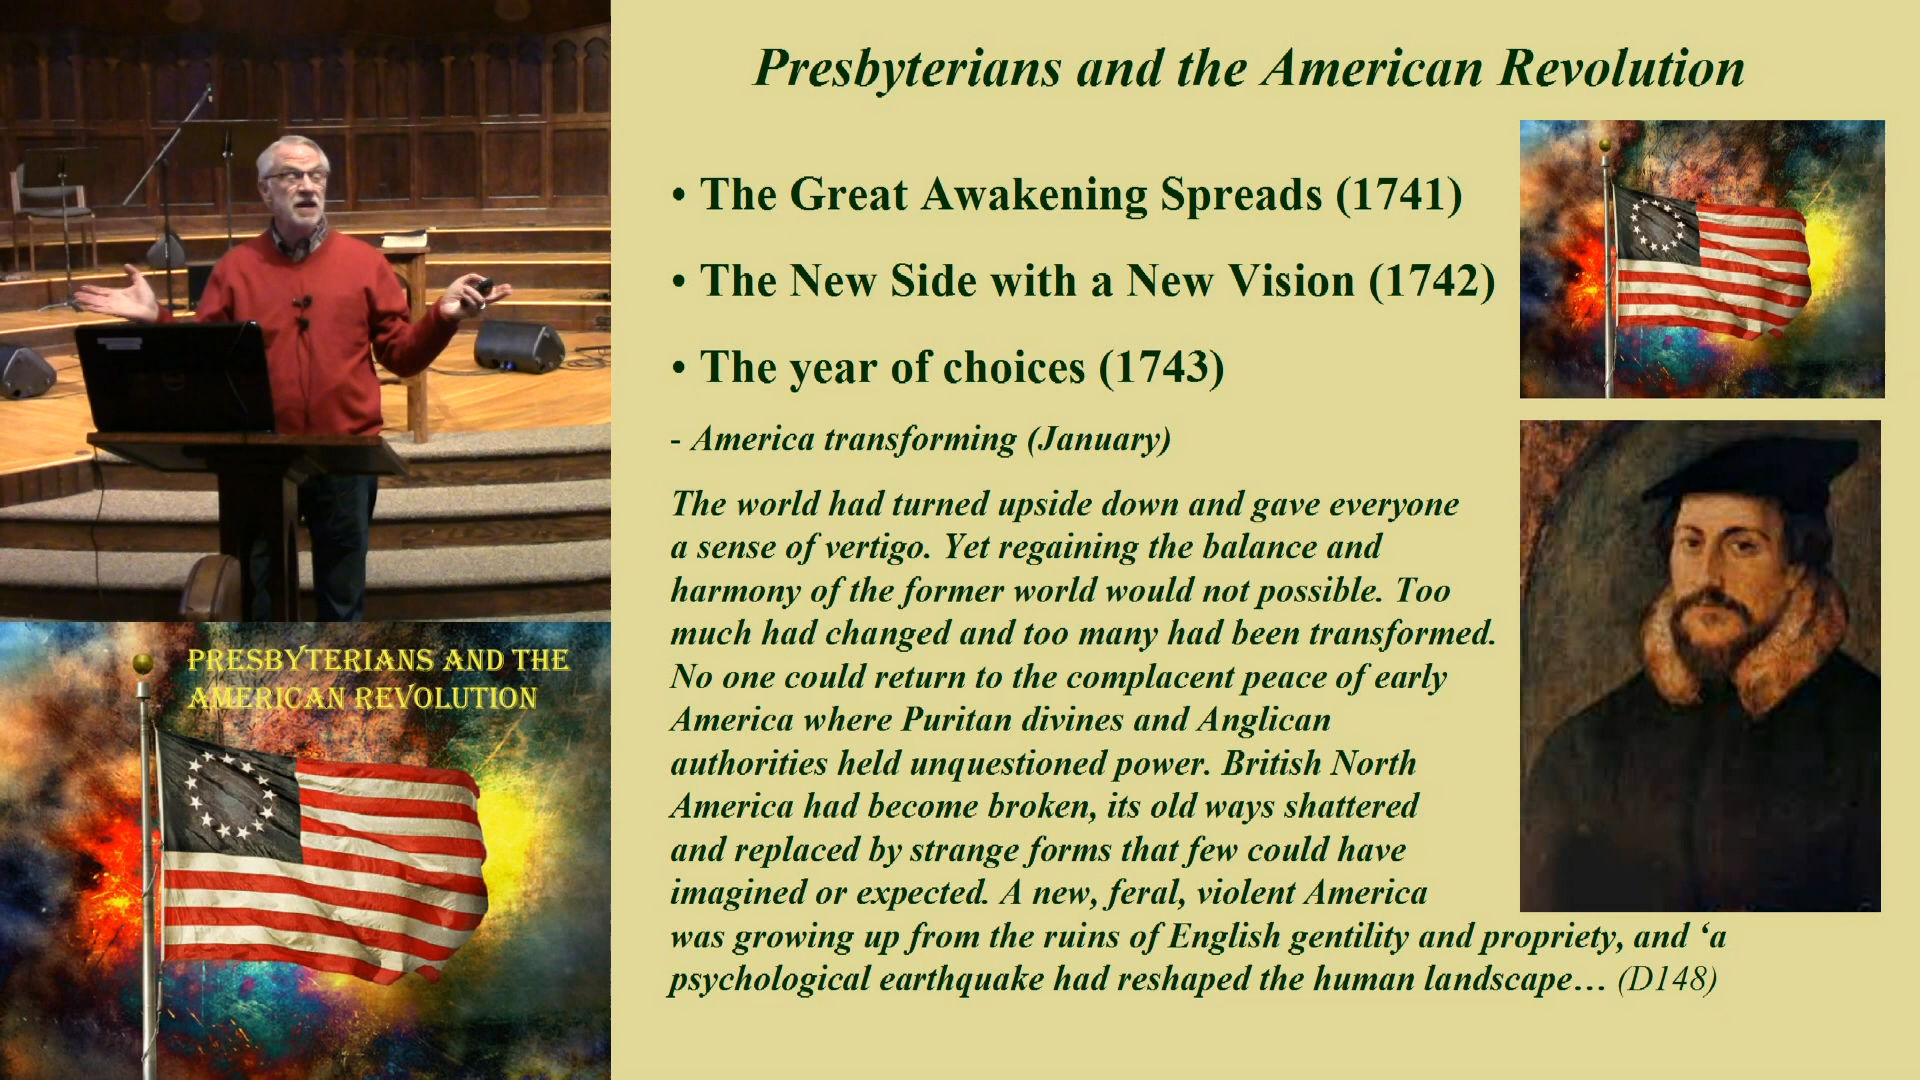 Presbyterians and the American Revolution
• The Great Awakening Spreads (1741)
• The New Side with a New Vision (1742)
• The year of choices (1743)
- America transforming (January)
The world had turned upside down and gave everyone
a sense of vertigo. Yet regaining the balance and
harmony of the former world would not possible. Too
much had changed and too many had been transformed.
No one could return to the complacent peace of early
America where Puritan divines and Anglican
authorities held unquestioned power. British North
America had become broken, its old ways shattered
and replaced by strange forms that few could have
imagined or expected. A new, feral, violent America
was growing up from the ruins of English gentility and propriety, and ‘a
psychological earthquake had reshaped the human landscape… (D148)
PRESBYTERIANS AND THE
AMERICAN REVOLUTION